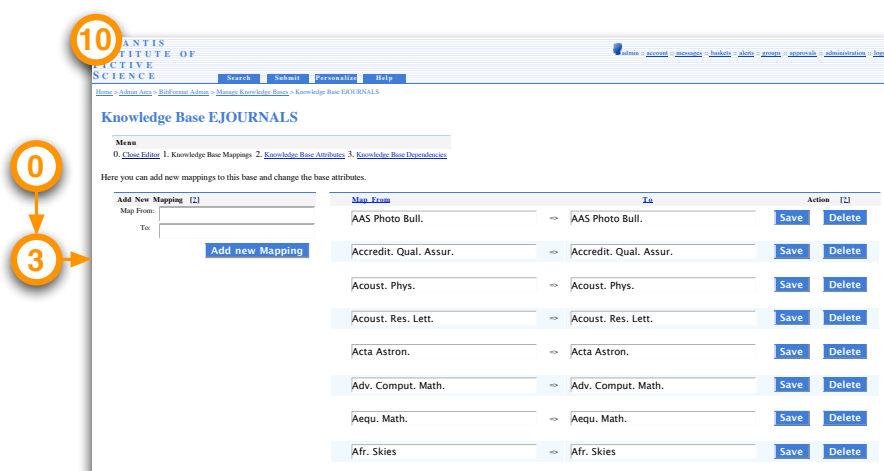 10
ANTIS
TITUTE OF
ICTIVE
SCIENCE
admin :: account :: messages :: baskets :: alerts :: groups :: approvals :: administration ::
Search Submit Personalize Help
Home > Admin Area > BibFormat Admin > Manage Knowledge Bases > Knowledge Base EJOURNALS
Knowledge Base EJOURNALS
Menu
0. Close Editor 1. Knowledge Base Mappings 2. Knowledge Base Attributes 3. Knowledge Base Dependencies
0
Here you can add new mappings to this base and change the base attributes.
Add New Mapping [?] Map From To Action [?]
Map From: AAS Photo Bull. => AAS Photo Bull. Save Delete
To:
Add new Mapping Accredit. Qual. Assur. => Accredit. Qual. Assur. Save Delete
3
Acoust. Phys. => Acoust. Phys. Save Delete
Acoust. Res. Lett. => Acoust. Res. Lett. Save Delete
Acta Astron. => Acta Astron. Save Delete
Adv. Comput. Math. => Adv. Comput. Math. Save Delete
Aequ. Math. => Aequ. Math. Save Delete
Afr. Skies => Afr. Skies Save Delete